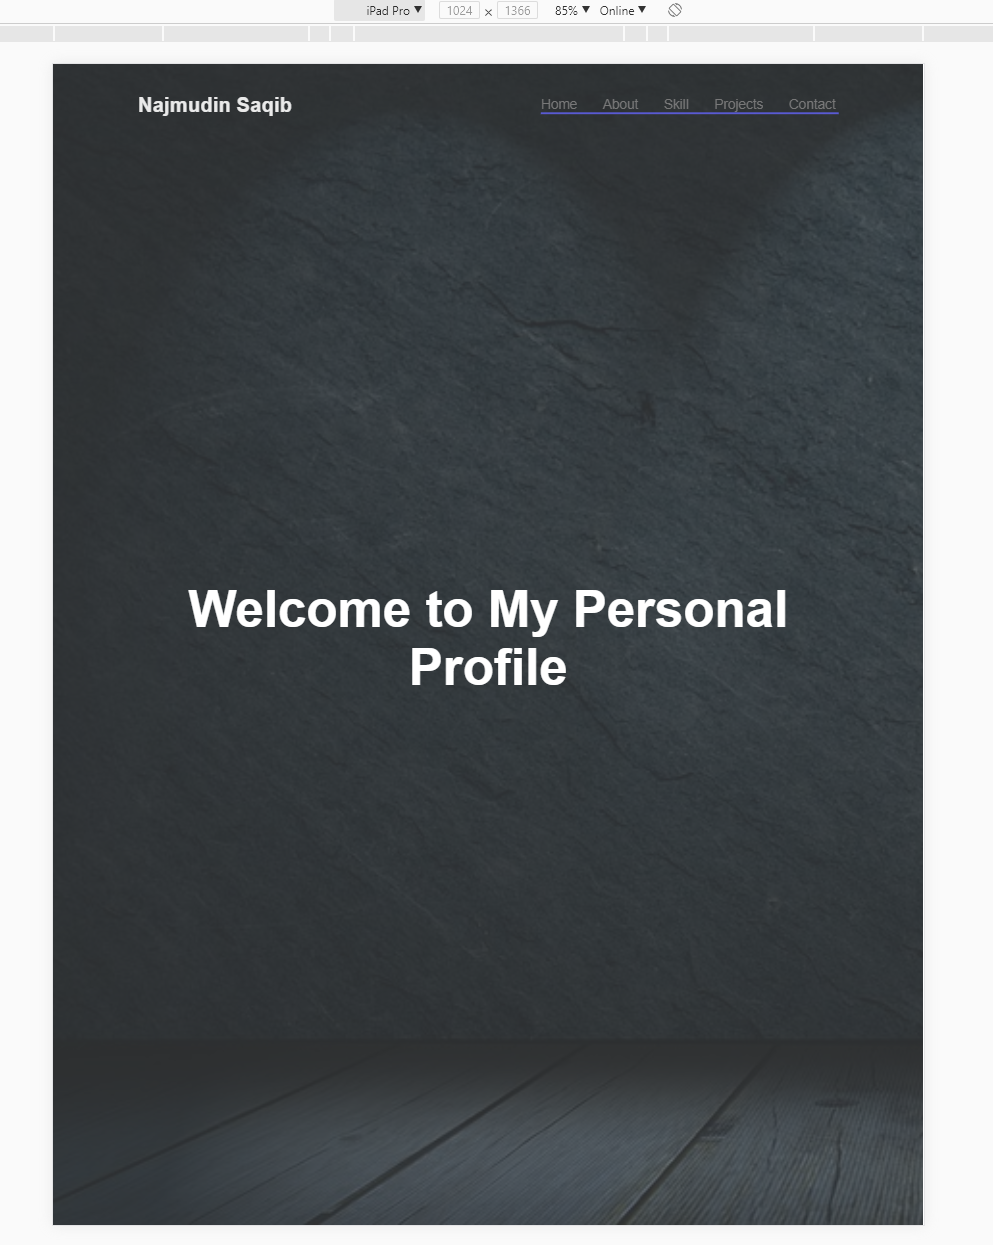 iPad Pro ▼ 1024 × 1366 85% ▼ Online ▼
Najmudin Saqib Home About Skill Projects Contact
Welcome to My Personal
Profile